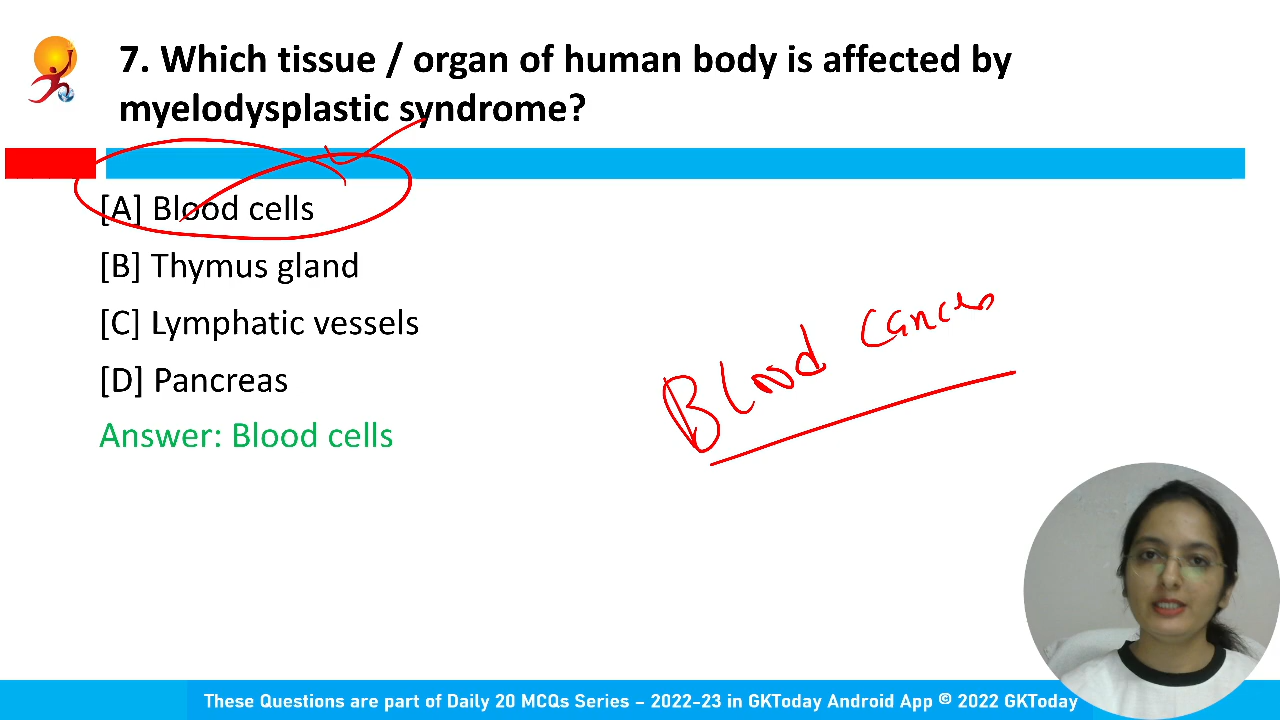 7. Which tissue / organ of human body is affected by
myelodysplastic syndrome?
[A] Blood cells
[B] Thymus gland
[C] Lymphatic vessels
[D] Pancreas
Answer: Blood cells
Blood Cancer
These Questions are part of Daily 20 MCQs Series – 2022-23 in GKToday Android App © 2022 GKToday